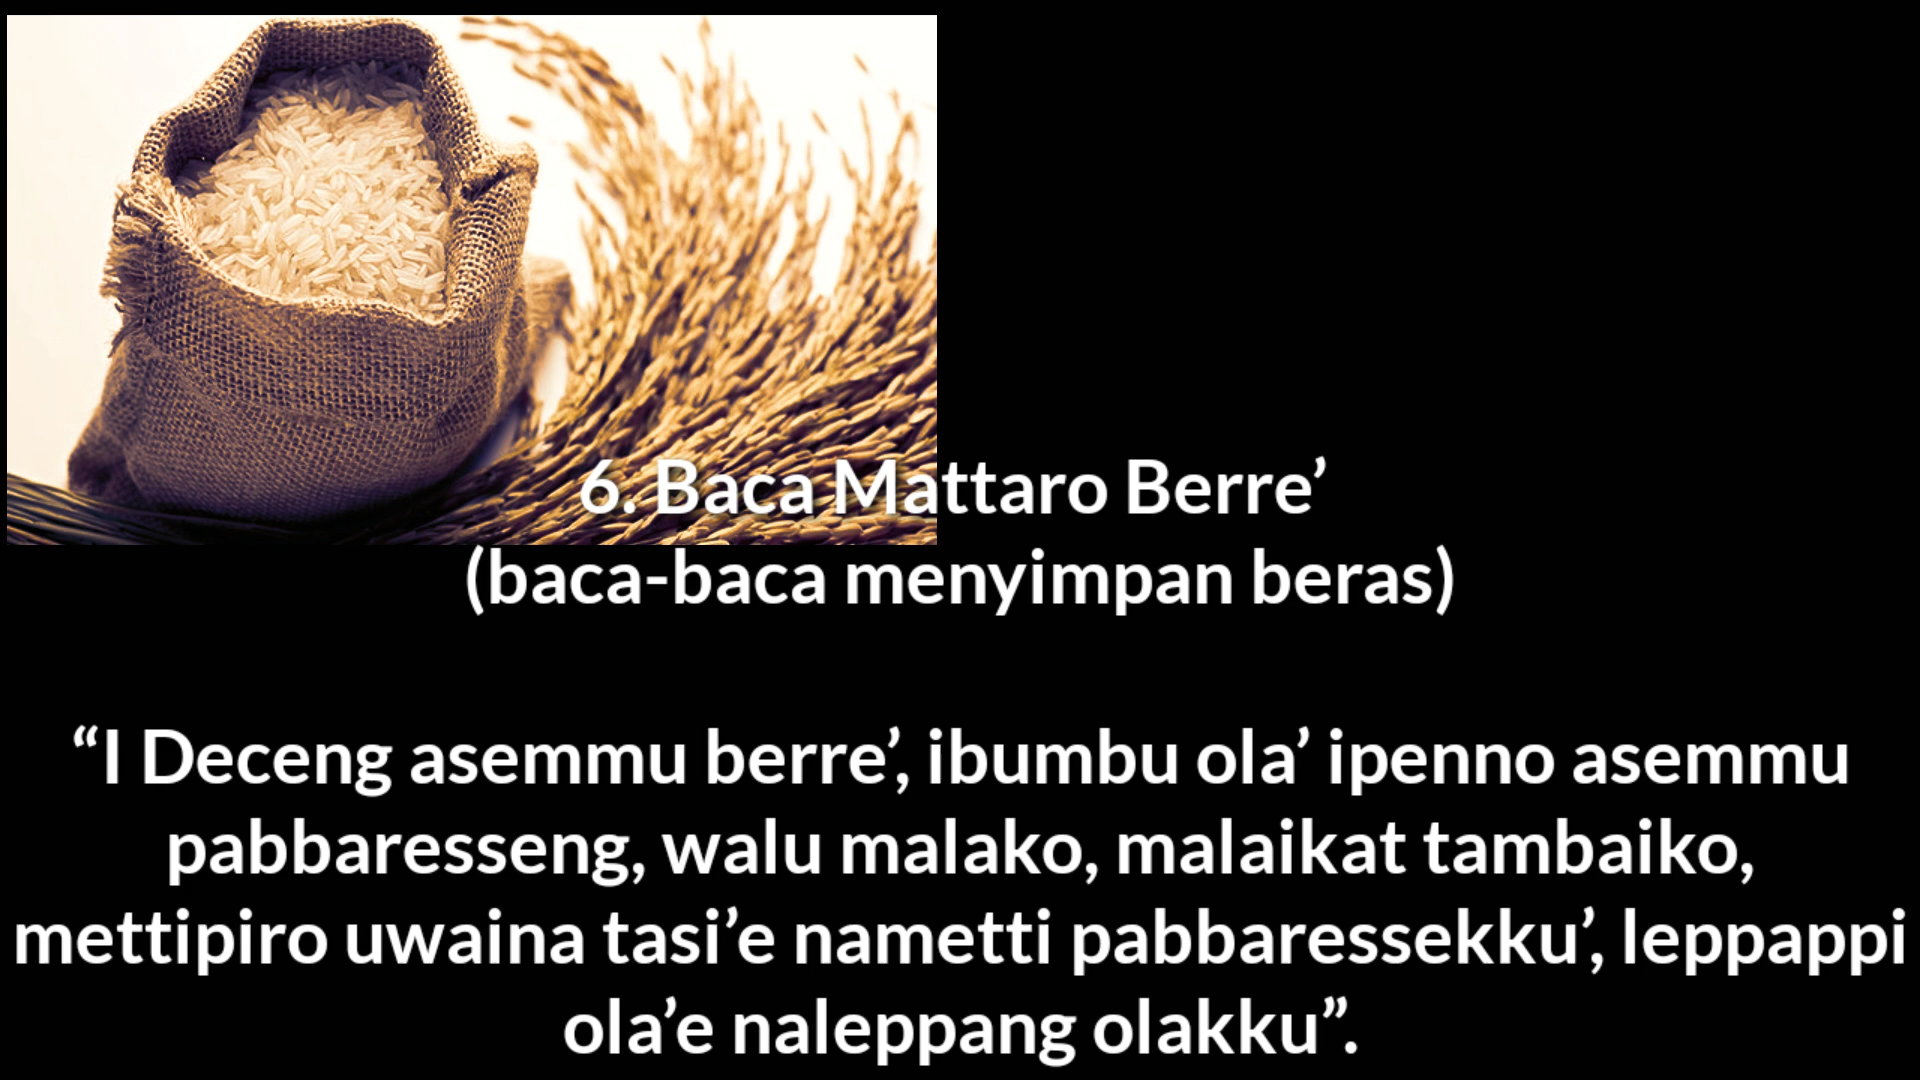 6. Baca Mattaro Berre’
(baca-baca menyimpan beras)
“I Deceng asemmu berre’, ibumbu ola’ ipenno asemmu
pabbaresseng, walu malako, malaikat tambaiko,
mettipiro uwaina tasi’e nametti pabbaressekku’, leppappi
ola’e naleppang olakku”.